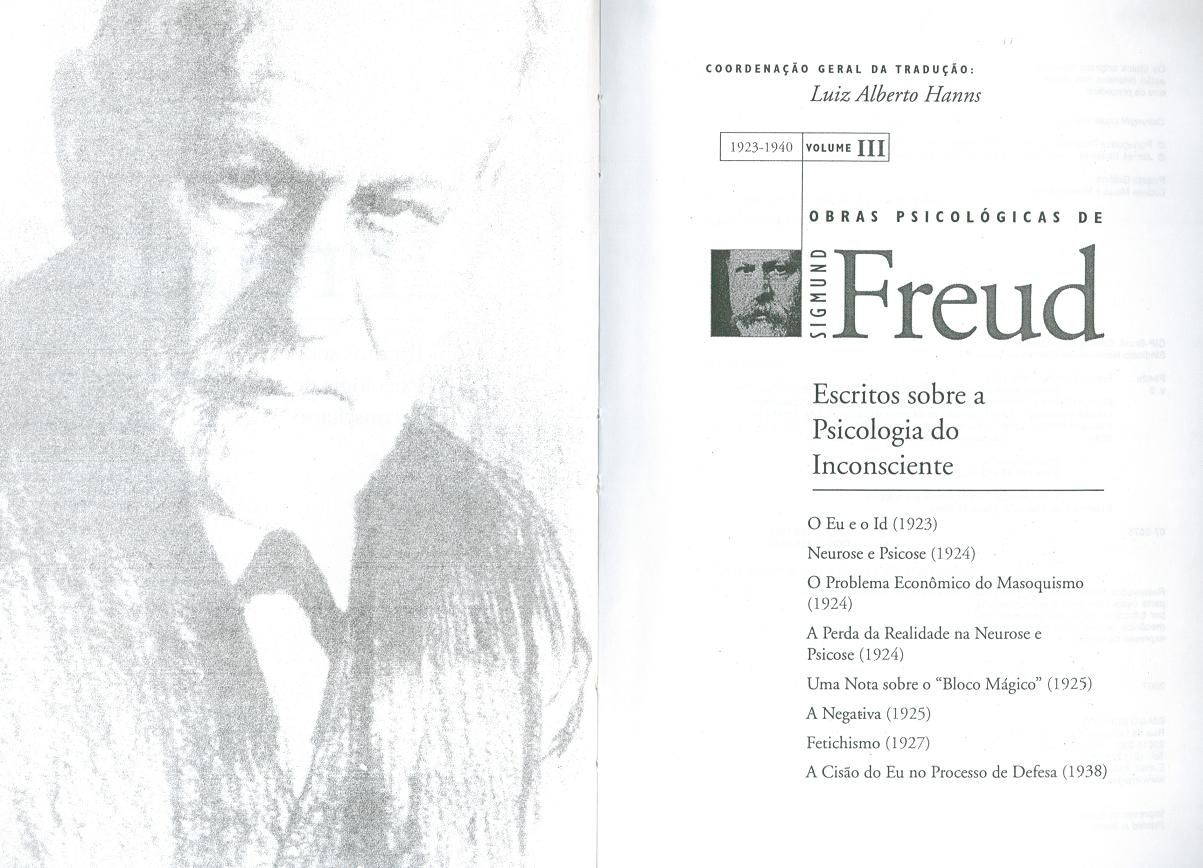 COORDENAÇÃO GERAL DA TRADUÇÃO:
Luiz Alberto Hanns
1923-1940 VOLUME III
OBRAS PSICOLÓGICAS DE
SIGMUND
Freud
Escritos sobre a
Psicologia do
Inconsciente
O Eu e o Id (1923)
Neurose e Psicose (1924)
O Problema Econômico do Masoquismo
(1924)
A Perda da Realidade na Neurose e
Psicose (1924)
Uma Nota sobre o “Bloco Mágico” (1925)
A Negativa (1925)
Fetichismo (1927)
A Cisão do Eu no Processo de Defesa (1938)